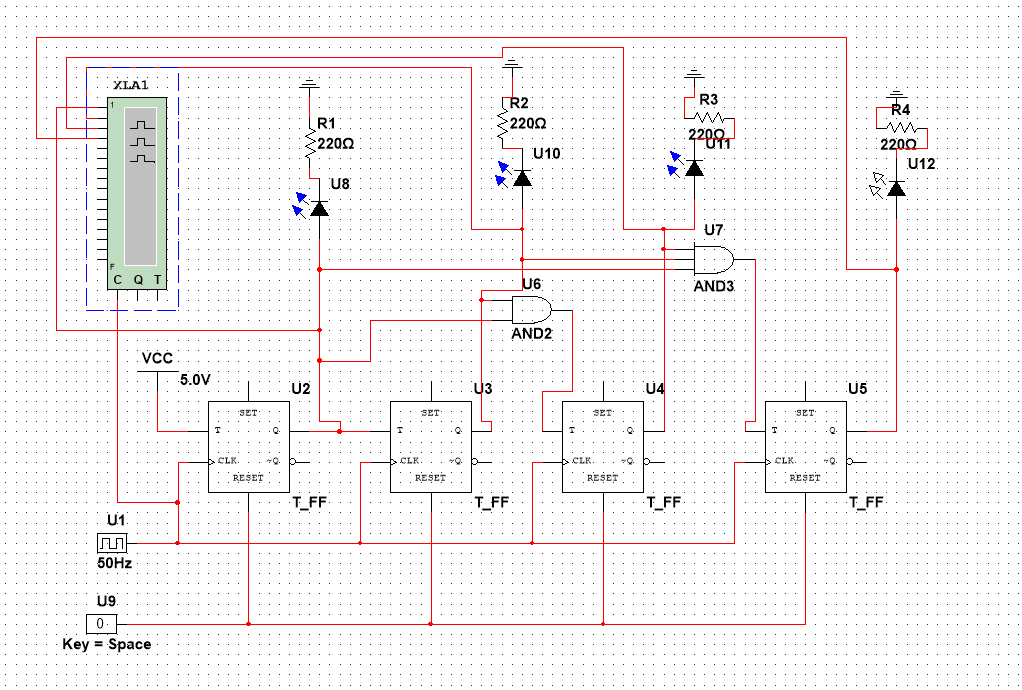 XLA1
1
F
C Q T
R1
220Ω
U8
R2
220Ω
U10
R3
220Ω
U11
R4
220Ω
U12
U7
AND3
U6
AND2
VCC
5.0V
U2
SET
T Q
CLK ~Q
RESET
T_FF
U3
SET
T Q
CLK ~Q
RESET
T_FF
U4
SET
T Q
CLK ~Q
RESET
T_FF
U5
SET
T Q
CLK ~Q
RESET
T_FF
U1
50Hz
U9
0
Key = Space